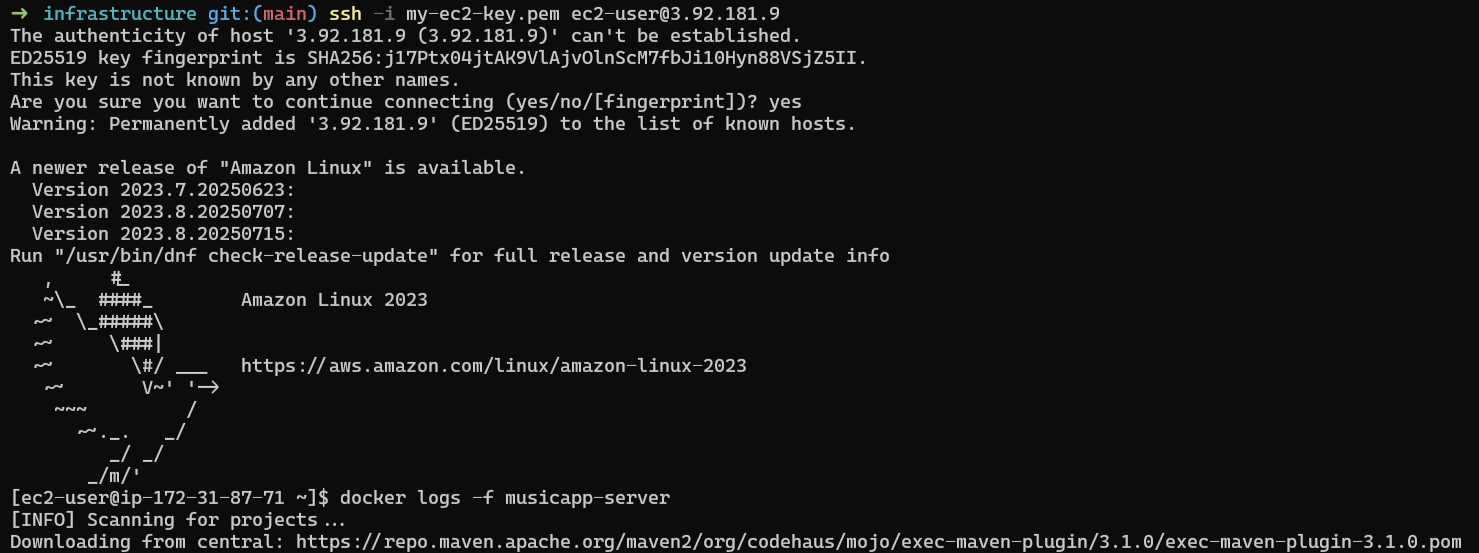 ➜  infrastructure git:(main) ssh -i my-ec2-key.pem ec2-user@3.92.181.9
The authenticity of host '3.92.181.9 (3.92.181.9)' can't be established.
ED25519 key fingerprint is SHA256:j17Ptx04jtAK9VlAjvOlnScM7fbJi10Hyn88VSjZ5II.
This key is not known by any other names.
Are you sure you want to continue connecting (yes/no/[fingerprint])? yes
Warning: Permanently added '3.92.181.9' (ED25519) to the list of known hosts.

A newer release of "Amazon Linux" is available.
  Version 2023.7.20250623:
  Version 2023.8.20250707:
  Version 2023.8.20250715:
Run "/usr/bin/dnf check-release-update" for full release and version update info
   ,     #_
   ~\_  ####_        Amazon Linux 2023
  ~~  \_#####\
  ~~     \###|
  ~~       \#/ ___   https://aws.amazon.com/linux/amazon-linux-2023
   ~~       V~' '->
    ~~~         /
      ~~._.   _/
         _/ _/
       _/m/'
[ec2-user@ip-172-31-87-71 ~]$ docker logs -f musicapp-server
[INFO] Scanning for projects...
Downloading from central: https://repo.maven.apache.org/maven2/org/codehaus/mojo/exec-maven-plugin/3.1.0/exec-maven-plugin-3.1.0.pom